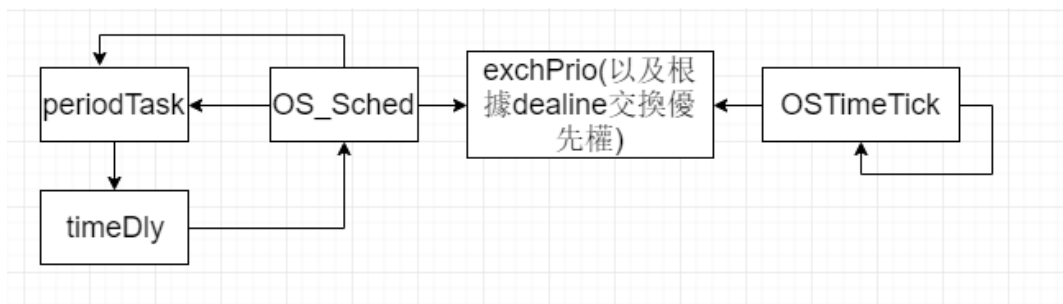 periodTask
OS_Sched
exchPrio(以及根
據dealine交換優
先權)
OSTimeTick
timeDly